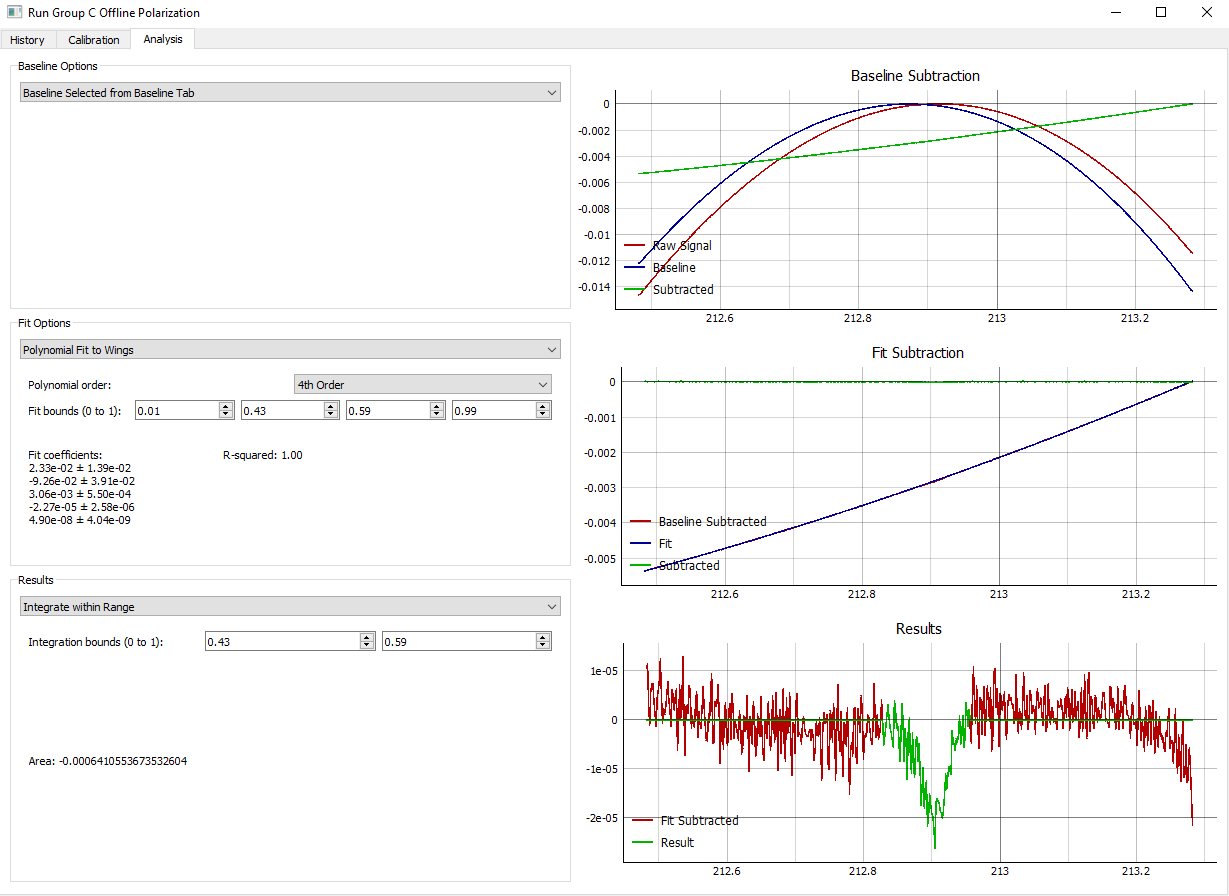 Run Group C Offline Polarization
History Calibration Analysis
Baseline Options
Baseline Selected from Baseline Tab
Fit Options
Polynomial Fit to Wings
Polynomial order: 4th Order
Fit bounds (0 to 1): 0.01 0.43 0.59 0.99
Fit coefficients: R-squared: 1.00
2.33e-02 ± 1.39e-02
-9.26e-02 ± 3.91e-02
3.06e-03 ± 5.50e-04
-2.27e-05 ± 2.58e-06
4.90e-08 ± 4.04e-09
Results
Integrate within Range
Integration bounds (0 to 1): 0.43 0.59
Area: -0.0006410553673532604
Baseline Subtraction
0
-0.002
-0.004
-0.006
-0.008
-0.01
-0.012
-0.014
Raw Signal
Baseline
Subtracted
212.6 212.8 213 213.2
Fit Subtraction
0
-0.001
-0.002
-0.003
-0.004
-0.005
Baseline Subtracted
Fit
Subtracted
212.6 212.8 213 213.2
Results
1e-05
0
-1e-05
-2e-05
Fit Subtracted
Result
212.6 212.8 213 213.2